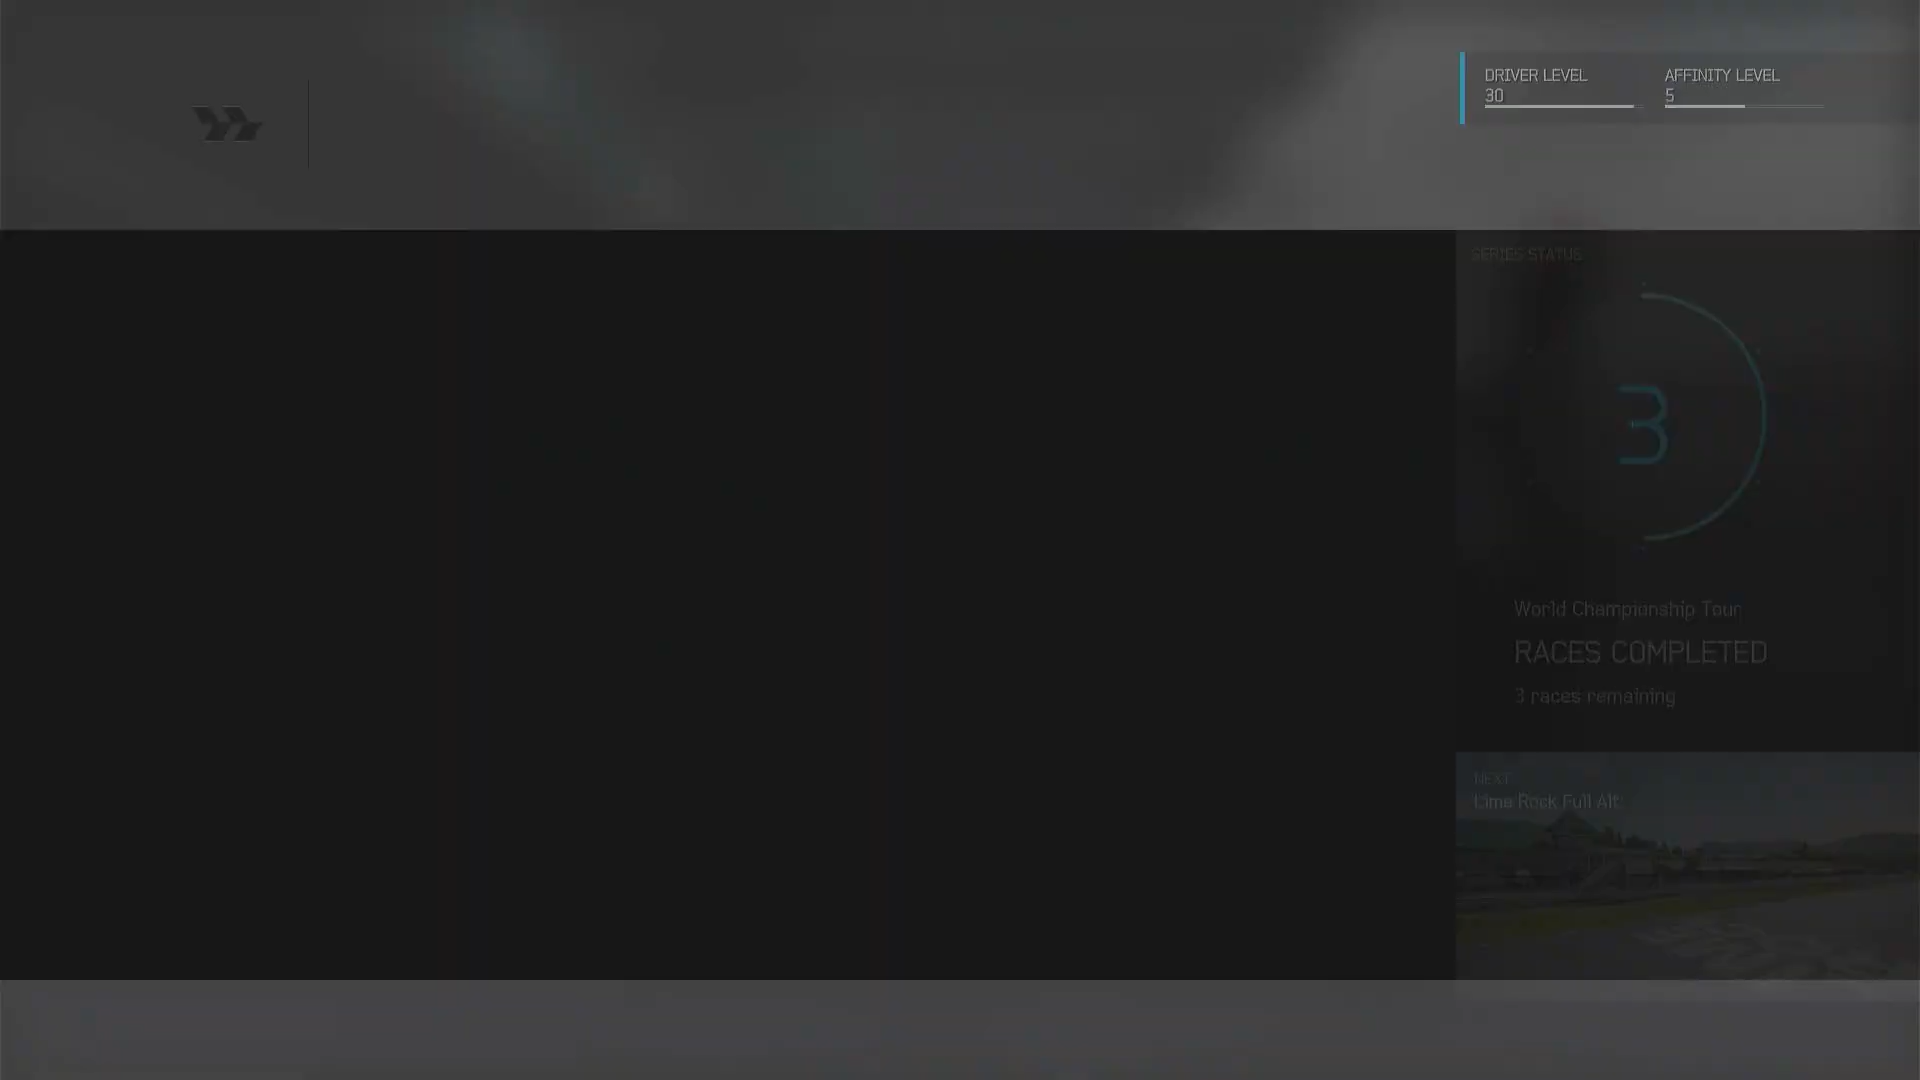 DRIVER LEVEL
30
AFFINITY LEVEL
5
SERIES STATUS
3
World Championship Tour
RACES COMPLETED
3 races remaining
NEXT
Lime Rock Full Alt